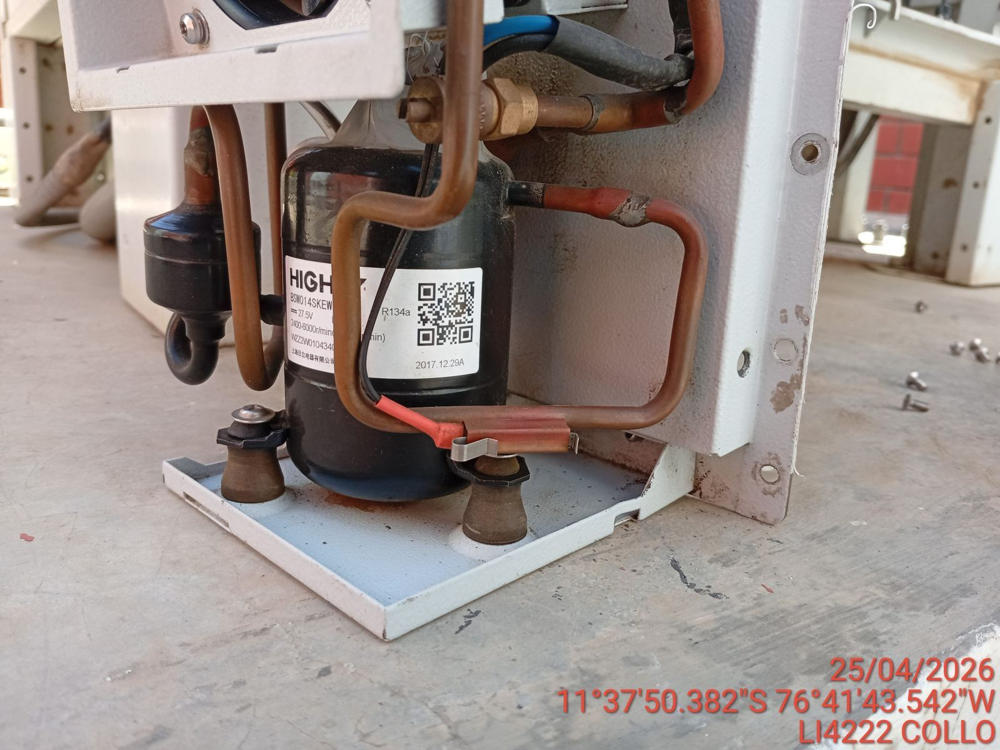 HIGH
BSW014SKEW
27.5V
R134a
2400-6000r/min( min)
WZZ2W0104340
上海日立电器有限公司
2017.12.29A
25/04/2026
11°37'50.382"S 76°41'43.542"W
LI4222 COLLO